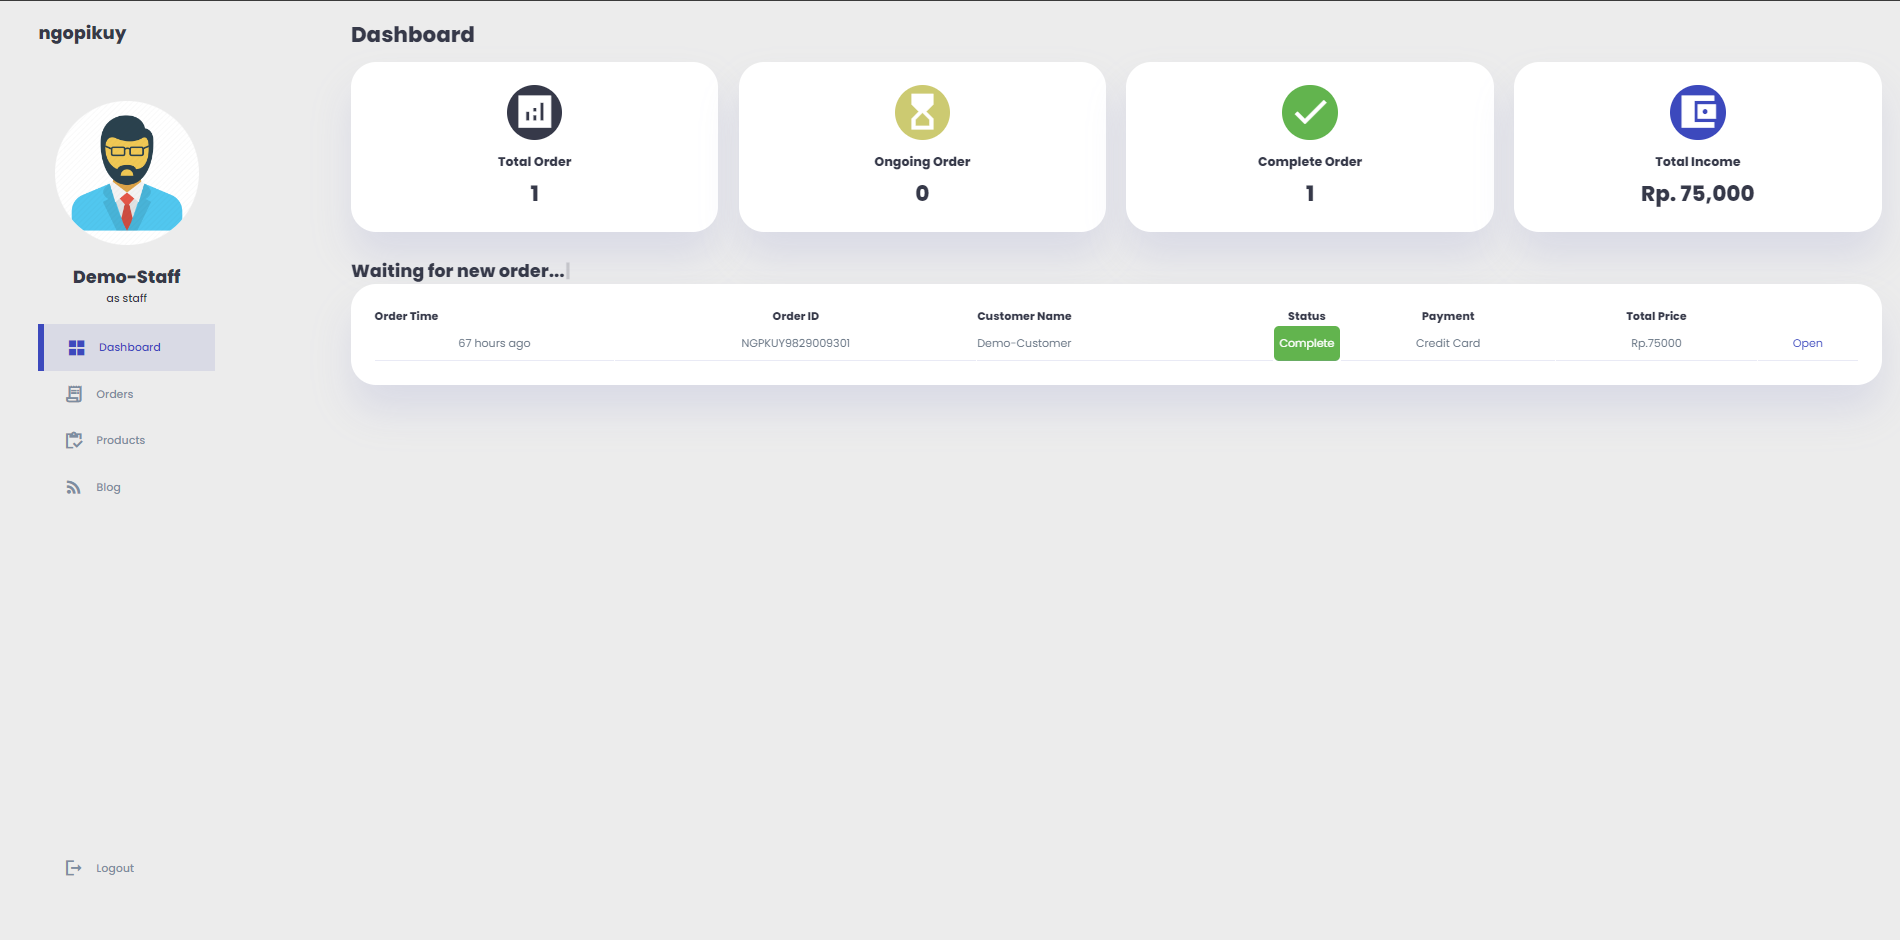 ngopikuy
Demo-Staff
as staff
Dashboard
Orders
Products
Blog
Logout
Dashboard
Total Order
1
Ongoing Order
0
Complete Order
1
Total Income
Rp. 75,000
Waiting for new order...
Order Time Order ID Customer Name Status Payment Total Price
67 hours ago NGPKUY9829009301 Demo-Customer Complete Credit Card Rp.75000 Open